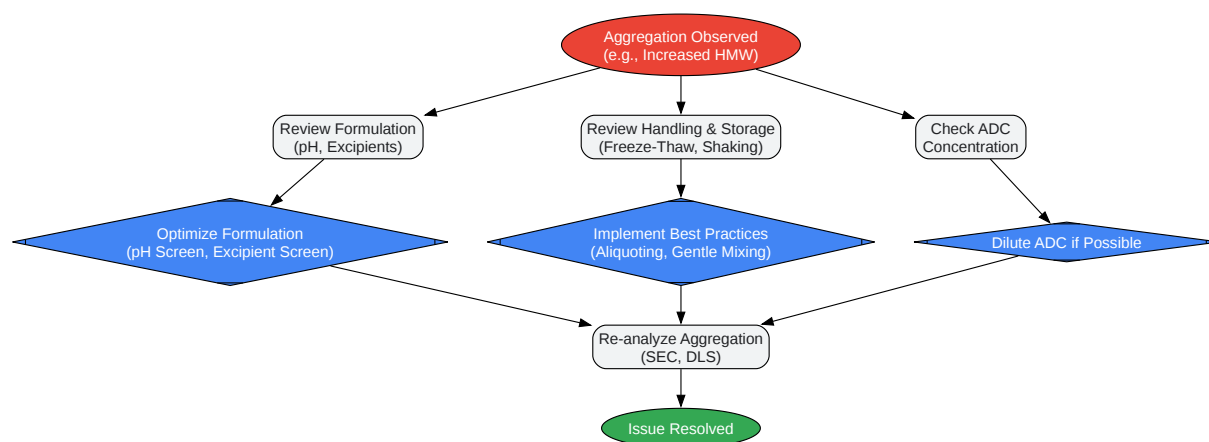 Aggregation Observed
(e.g., Increased HMW)
Review Formulation
(pH, Excipients)
Review Handling & Storage
(Freeze-Thaw, Shaking)
Check ADC
Concentration
Optimize Formulation
(pH Screen, Excipient Screen)
Implement Best Practices
(Aliquoting, Gentle Mixing)
Dilute ADC if Possible
Re-analyze Aggregation
(SEC, DLS)
Issue Resolved